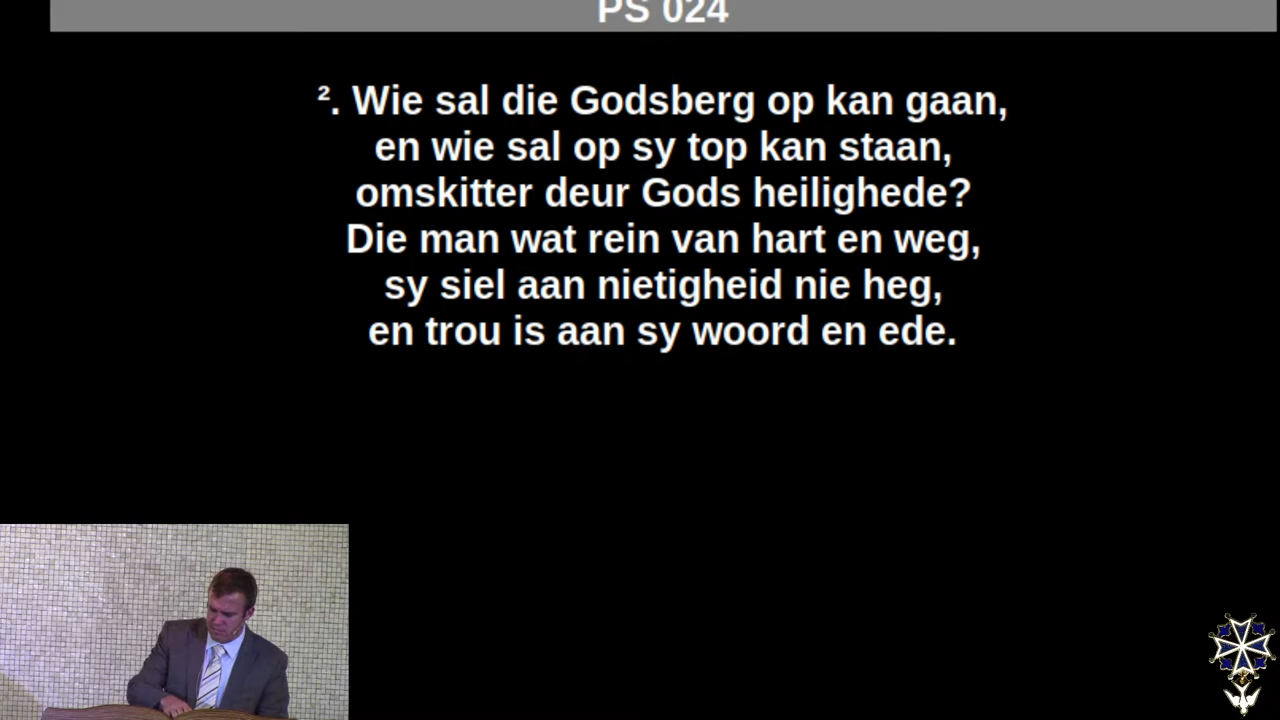 PS 024
². Wie sal die Godsberg op kan gaan,
en wie sal op sy top kan staan,
omskitter deur Gods heilighede?
Die man wat rein van hart en weg,
sy siel aan nietigheid nie heg,
en trou is aan sy woord en ede.